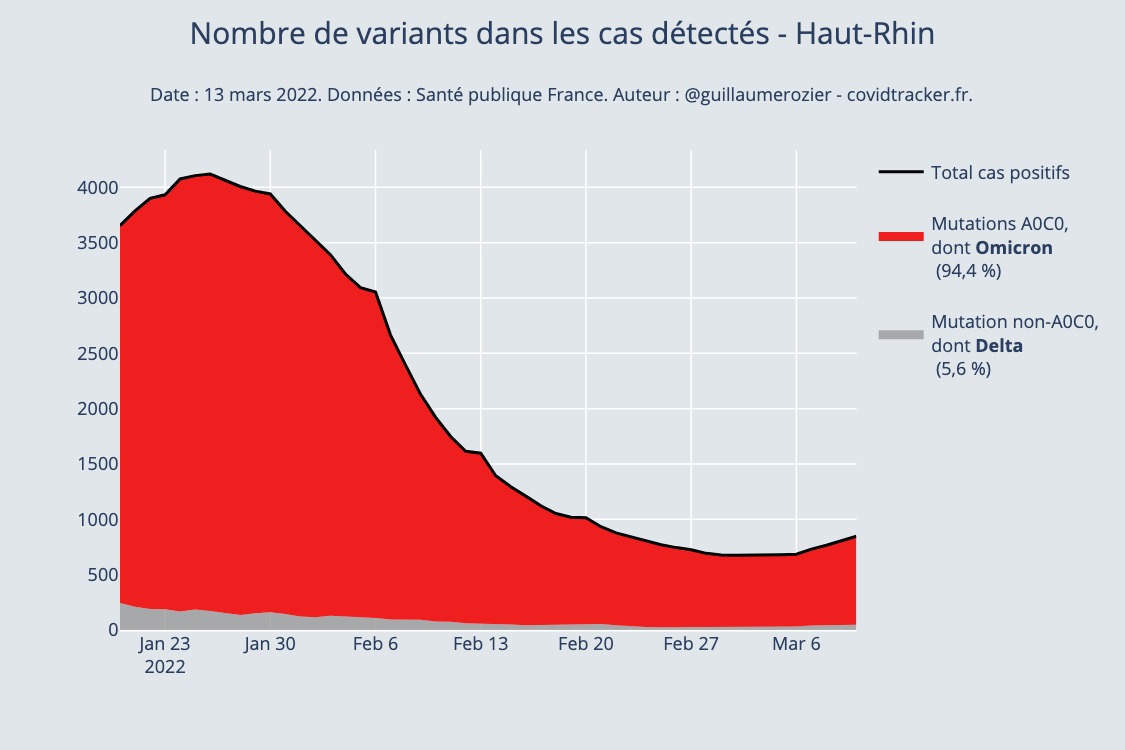 Nombre de variants dans les cas détectés - Haut-Rhin
Date : 13 mars 2022. Données : Santé publique France. Auteur : @guillaumerozier - covidtracker.fr.
Total cas positifs
Mutations A0C0,
dont Omicron
(94,4 %)
Mutation non-A0C0,
dont Delta
(5,6 %)
4000
3500
3000
2500
2000
1500
1000
500
0
Jan 23 Jan 30 Feb 6 Feb 13 Feb 20 Feb 27 Mar 6
2022